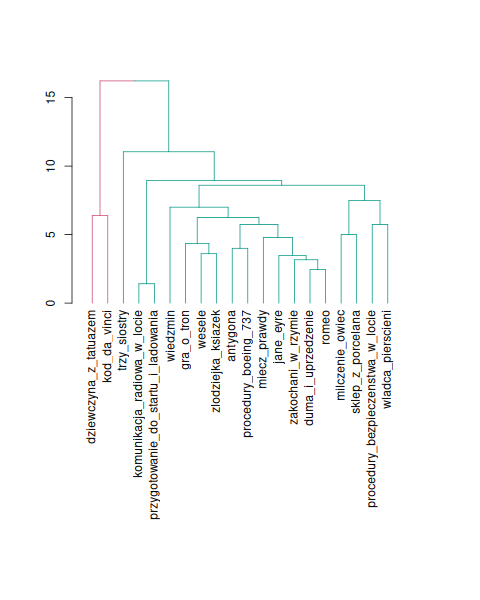 15
10
5
0
dziewczyna_z_tatuazem
kod_da_vinci
trzy_siostry
komunikacja_radiowa_w_locie
przygotowanie_do_startu_i_ladowania
wiedzmin
gra_o_tron
wesele
zlodziejka_ksiazek
antygona
procedury_boeing_737
miecz_prawdy
jane_eyre
zakochani_w_rzymie
duma_i_uprzedzenie
romeo
milczenie_owiec
sklep_z_porcelana
procedury_bezpieczenstwa_w_locie
wladca_pierscieni